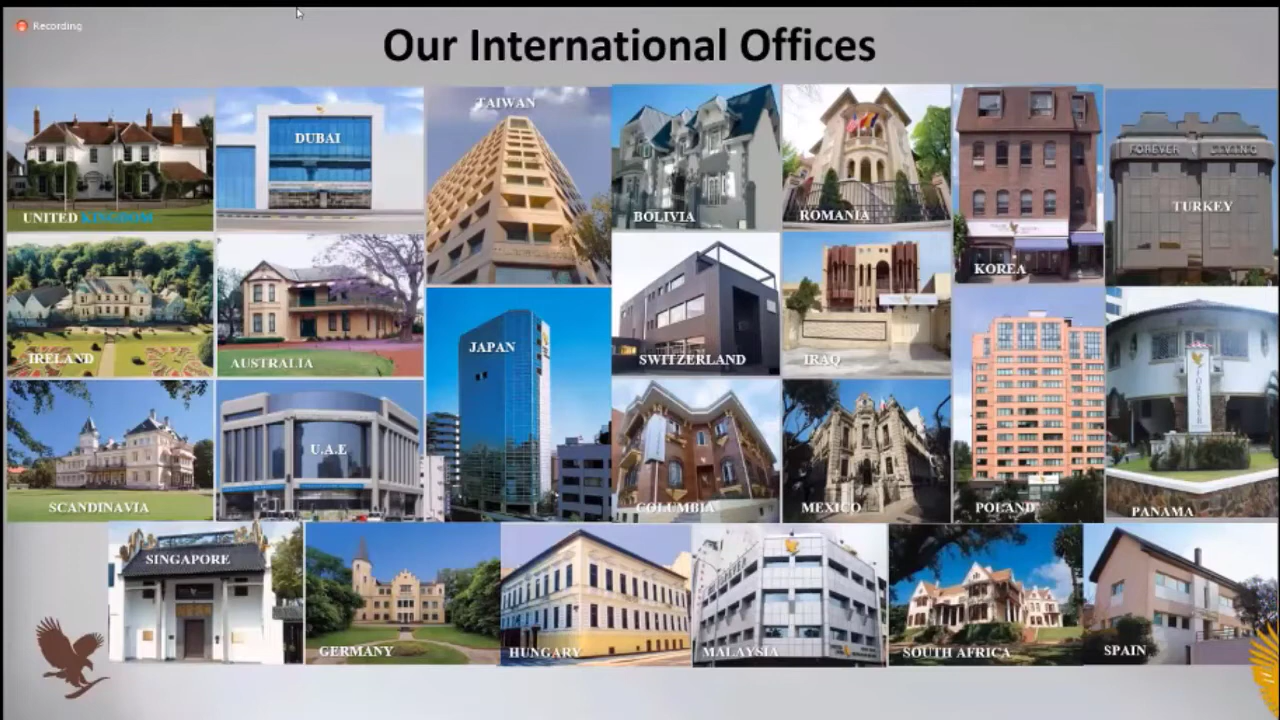 Recording
Our International Offices
UNITED KINGDOM
DUBAI
TAIWAN
BOLIVIA
ROMANIA
KOREA
FOREVER LIVING
TURKEY
IRELAND
AUSTRALIA
JAPAN
SWITZERLAND
IRAQ
POLAND
FOREVER
PANAMA
SCANDINAVIA
U.A.E
COLUMBIA
MEXICO
SINGAPORE
GERMANY
HUNGARY
MALAYSIA
SOUTH AFRICA
SPAIN